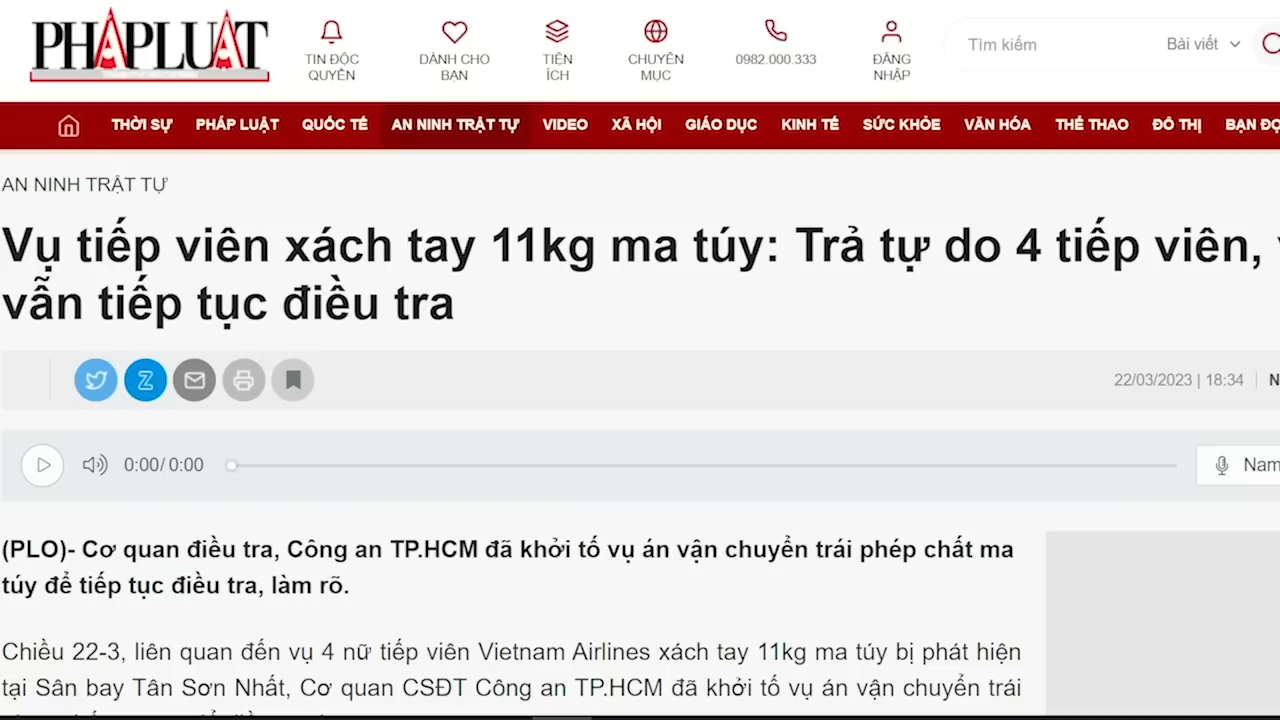 PHÁPLUẬT
TIN ĐỘC
QUYỀN
DÀNH CHO
BẠN
TIỆN
ÍCH
CHUYÊN
MỤC
0982.000.333
ĐĂNG
NHẬP
Tìm kiếm
Bài viết
THỜI SỰ PHÁP LUẬT QUỐC TẾ AN NINH TRẬT TỰ VIDEO XÃ HỘI GIÁO DỤC KINH TẾ SỨC KHỎE VĂN HÓA THỂ THAO ĐÔ THỊ BẠN
AN NINH TRẬT TỰ
Vụ tiếp viên xách tay 11kg ma túy: Trả tự do 4 tiếp viên,
vẫn tiếp tục điều tra
22/03/2023 | 18:34
0:00/ 0:00
Nam
(PLO)- Cơ quan điều tra, Công an TP.HCM đã khởi tố vụ án vận chuyển trái phép chất ma
túy để tiếp tục điều tra, làm rõ.
Chiều 22-3, liên quan đến vụ 4 nữ tiếp viên Vietnam Airlines xách tay 11kg ma túy bị phát hiện
tại Sân bay Tân Sơn Nhất, Cơ quan CSĐT Công an TP.HCM đã khởi tố vụ án vận chuyển trái